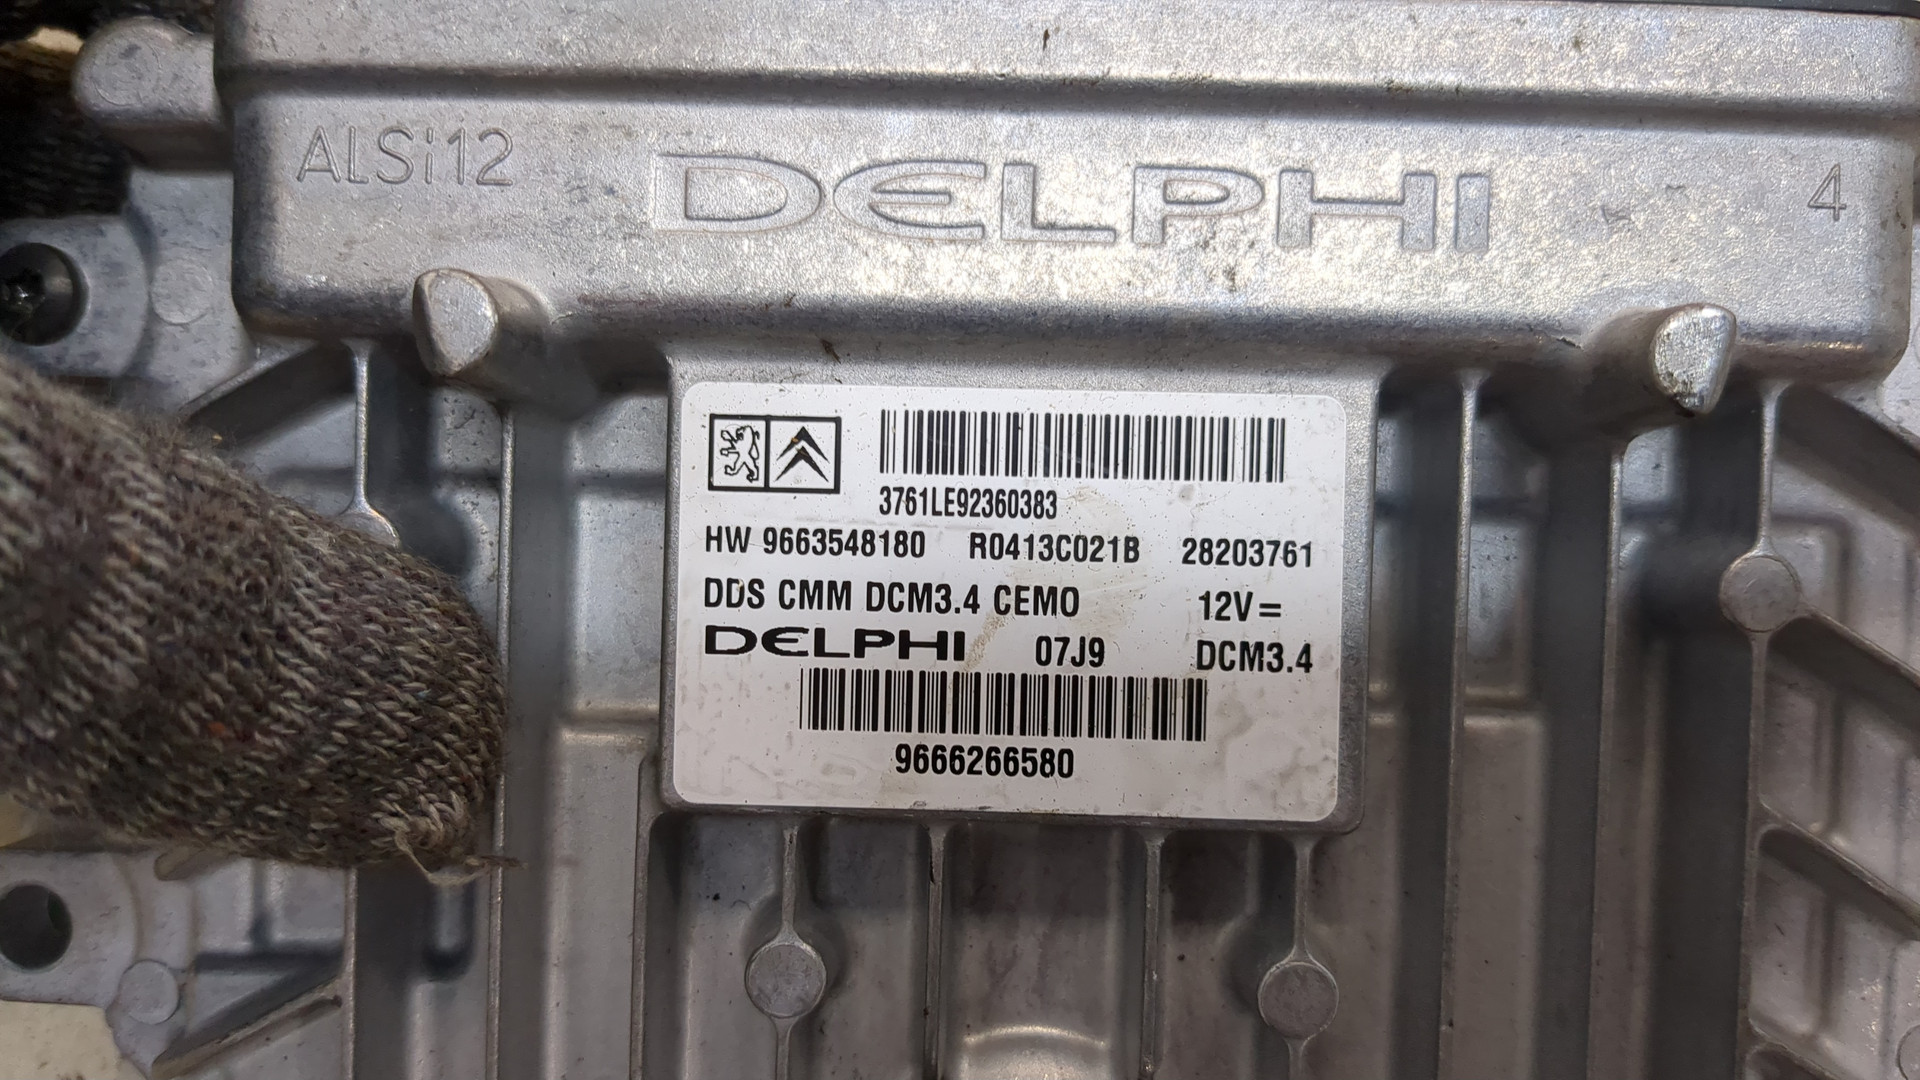 ALSi12 DELPHI 4
3761LE92360383
HW 9663548180 R0413C021B 28203761
DDS CMM DCM3.4 CEMO 12V=
DELPHI 07J9 DCM3.4
9666266580